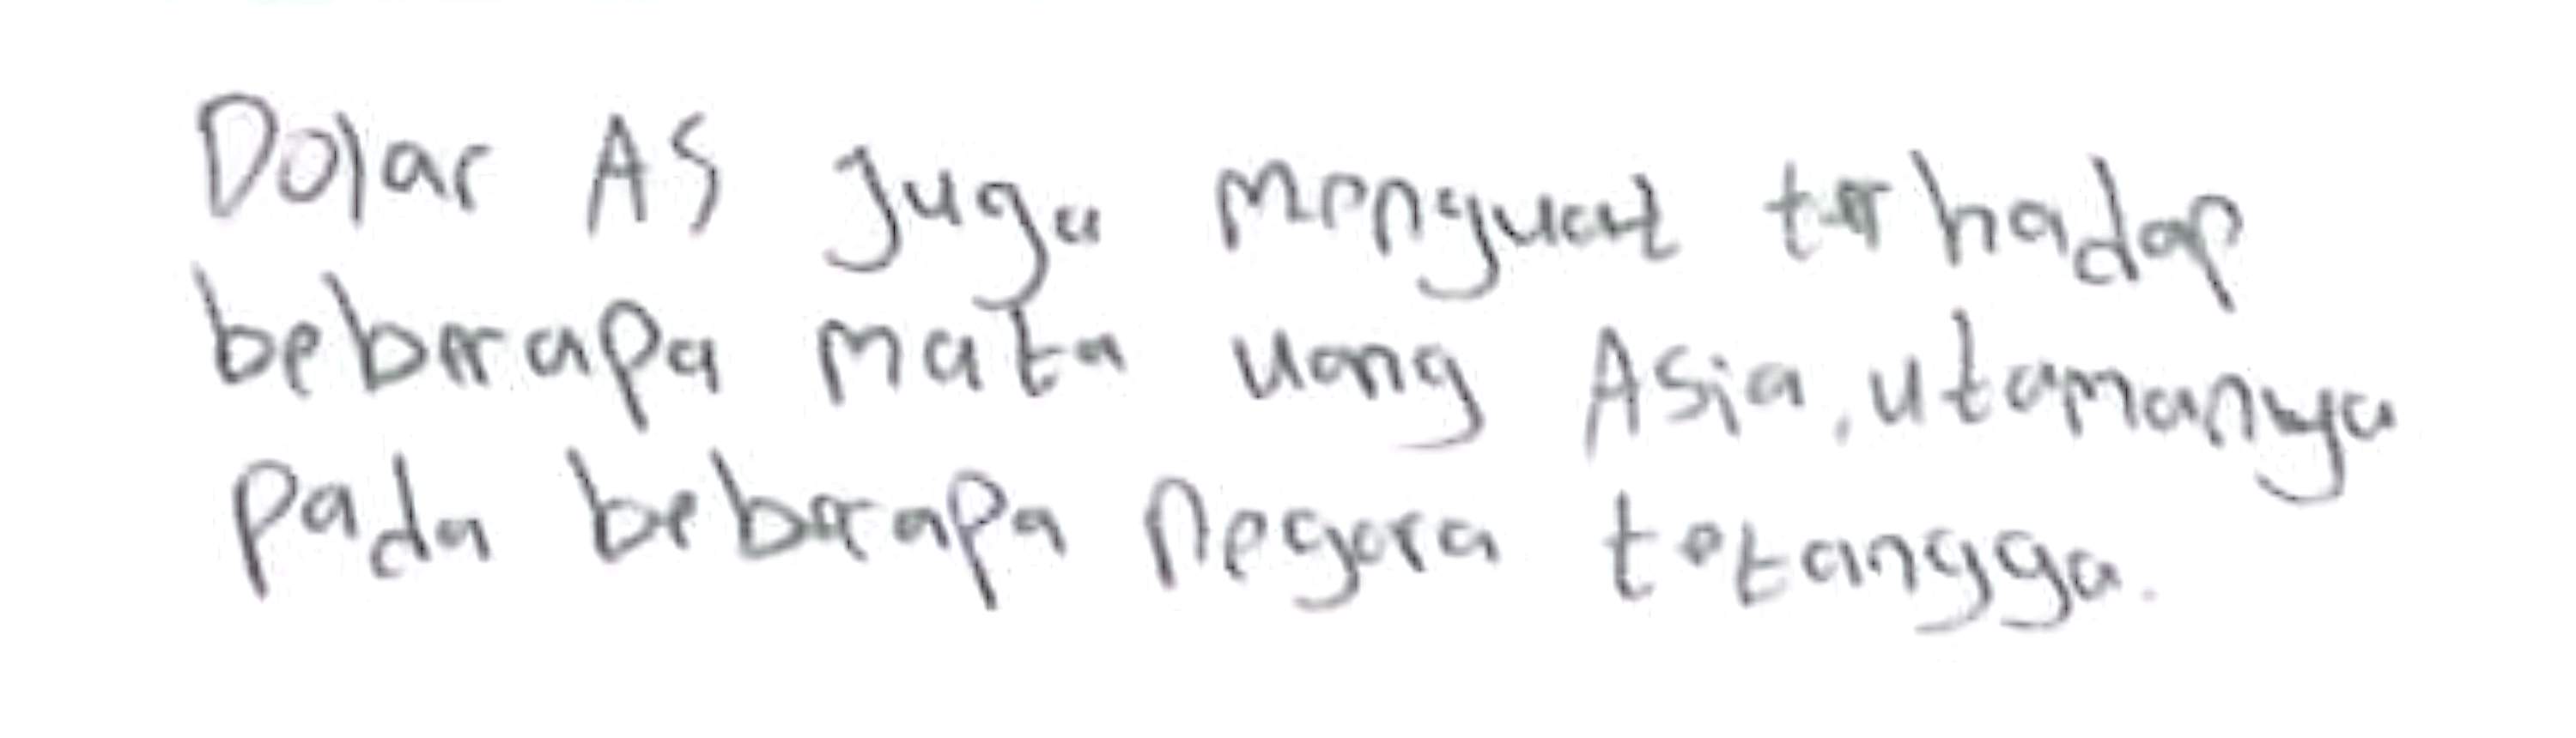 Dolar AS juga menguat terhadap
beberapa mata uang Asia, utamanya
pada beberapa negara tetangga.